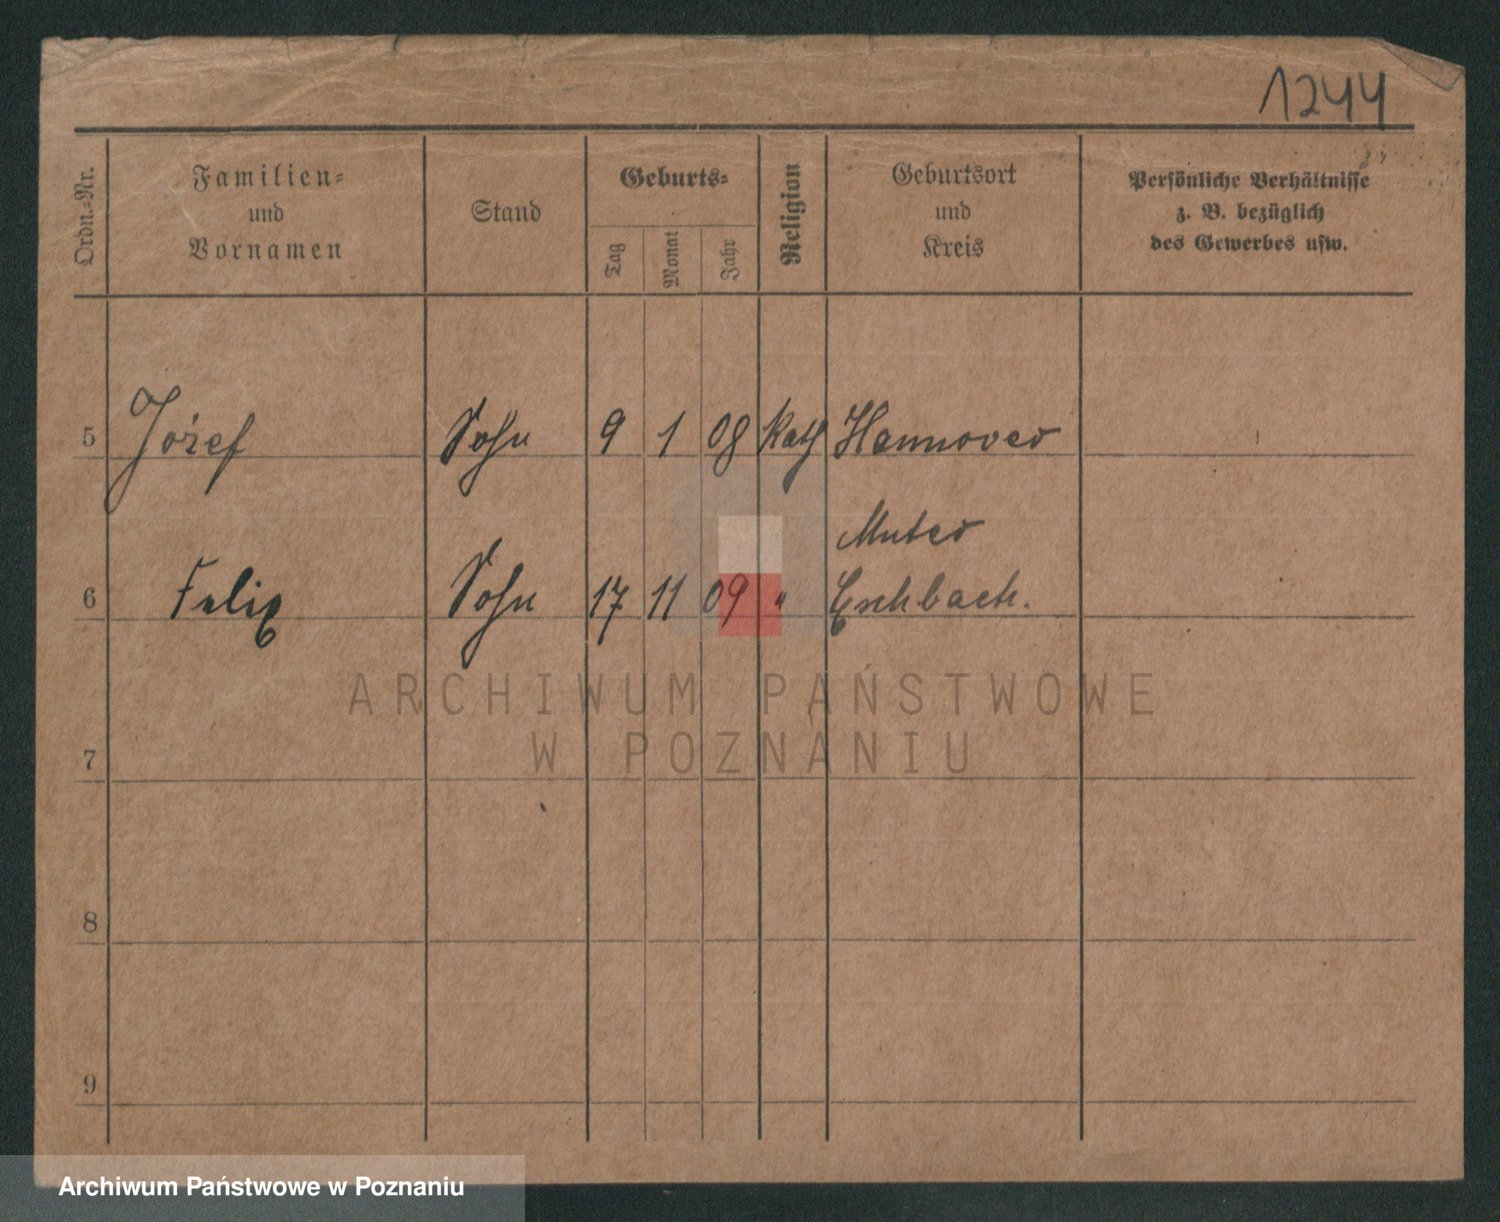 1244
Ordn.-Nr.
Familien-
und
Vornamen
Stand
Geburts-
Tag
Monat
Jahr
Religion
Geburtsort
und
Kreis
Persönliche Verhältnisse
z. B. bezüglich
des Gewerbes usw.
5 Józef Sohn 9 1 08 Kath Hannover
Unter
6 Felix Sohn 17 11 09 " Eschbach.
ARCHIWUM PAŃSTWOWE
W POZNANIU
7
8
9
Archiwum Państwowe w Poznaniu